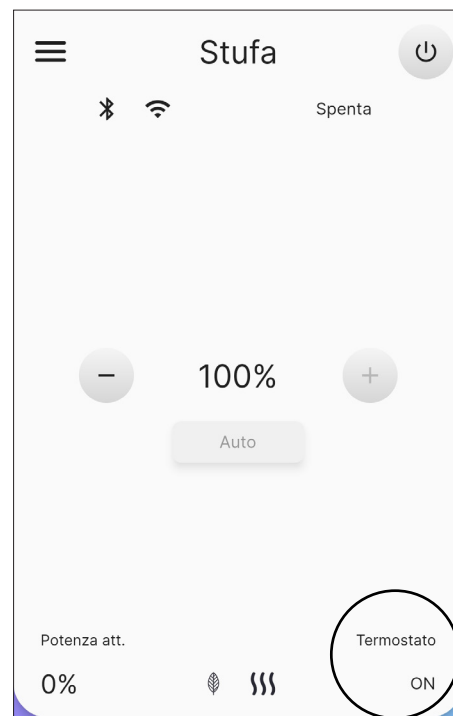 Stufa
Spenta
100%
Auto
Potenza att.
Termostato
0%
ON